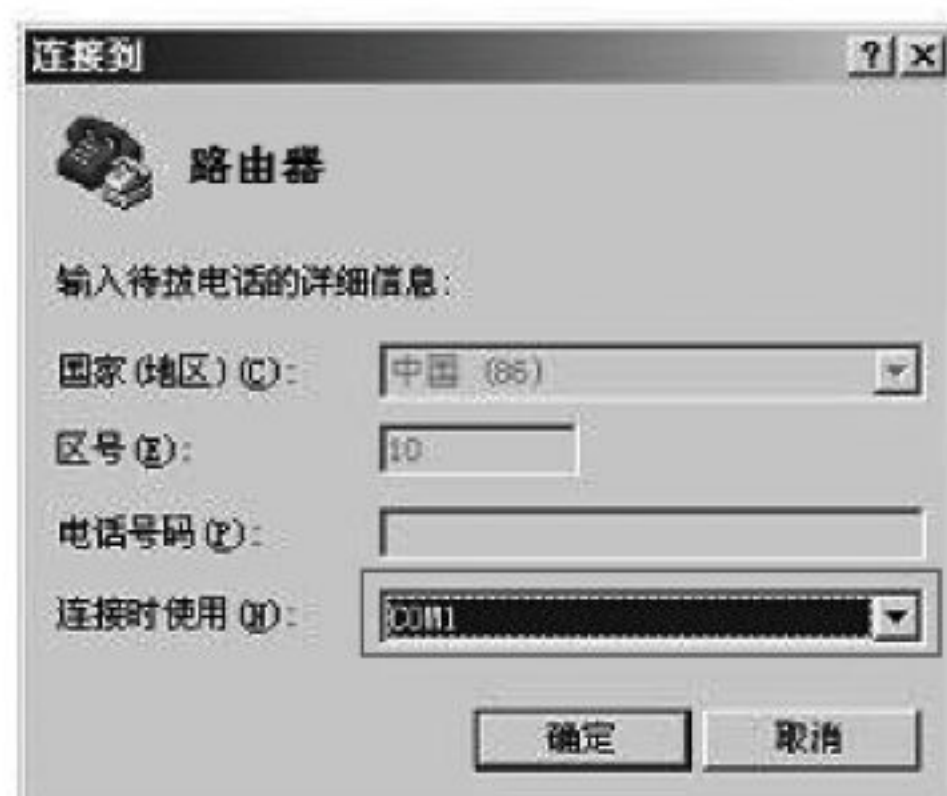 连接到
路由器
输入待拔电话的详细信息:
国家(地区)(C): 中国 (86)
区号(E): 10
电话号码(P):
连接时使用(N): COM1
确定 取消